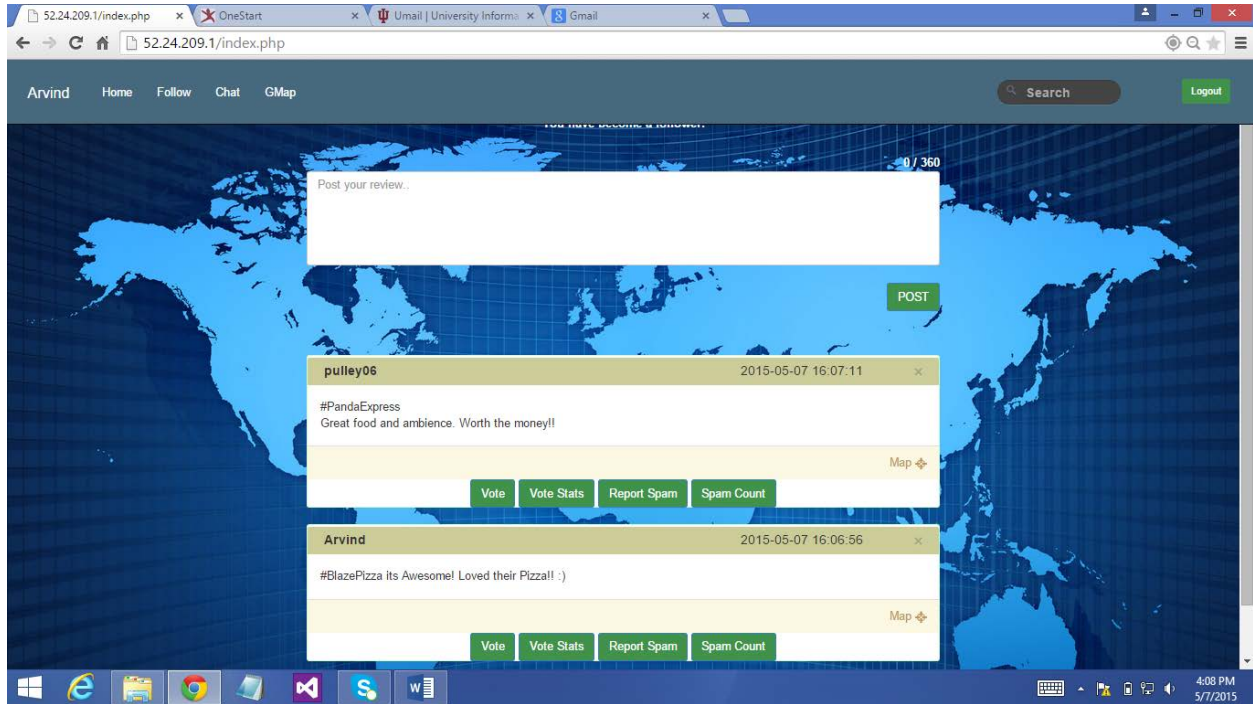 52.24.209.1/index.php
OneStart
Umail | University Informa
Gmail
52.24.209.1/index.php
Arvind Home Follow Chat GMap Search Logout
You have become a follower.
0 / 360
Post your review..
POST
pulley06 2015-05-07 16:07:11
#PandaExpress
Great food and ambience. Worth the money!!
Map
Vote Vote Stats Report Spam Spam Count
Arvind 2015-05-07 16:06:56
#BlazePizza its Awesome! Loved their Pizza!! :)
Map
Vote Vote Stats Report Spam Spam Count
4:08 PM
5/7/2015